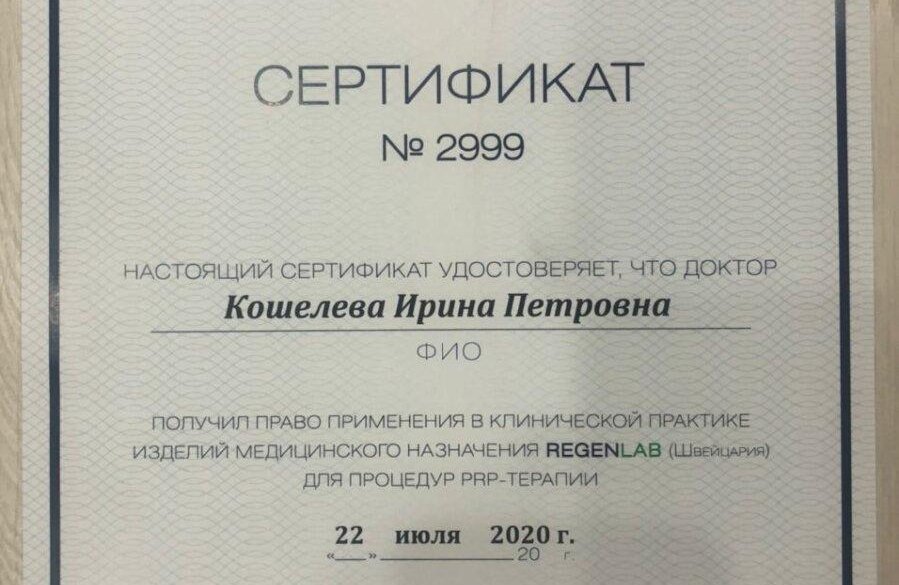 СЕРТИФИКАТ
№ 2999
НАСТОЯЩИЙ СЕРТИФИКАТ УДОСТОВЕРЯЕТ, ЧТО ДОКТОР
Кошелева Ирина Петровна
ФИО
ПОЛУЧИЛ ПРАВО ПРИМЕНЕНИЯ В КЛИНИЧЕСКОЙ ПРАКТИКЕ
ИЗДЕЛИЙ МЕДИЦИНСКОГО НАЗНАЧЕНИЯ REGENLAB (ШВЕЙЦАРИЯ)
ДЛЯ ПРОЦЕДУР PRP-ТЕРАПИИ
22 июля 2020 г.
«___»____________20 г.